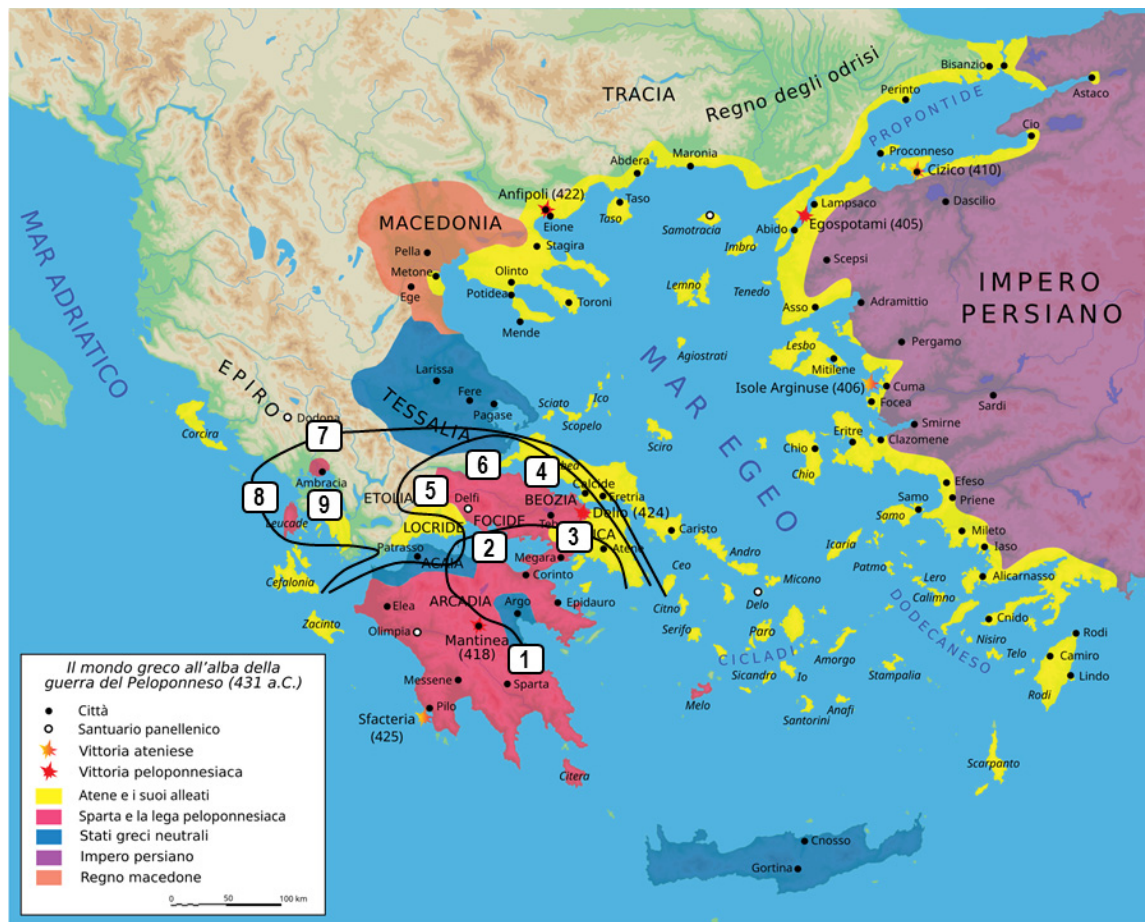 TRACIA
Regno degli odrisi
Bisanzio
Astaco
Perinto
PROPONTIDE
Cio
Proconneso
Cizico (410)
Maronia
Abdera
Taso
Taso
Samotracia
Lampsaco
Dascilio
Egospotami (405)
Abido
Imbro
Anfipoli (422)
Eione
MACEDONIA
Stagira
Pella
Metone
Olinto
Ege
Potidea
Toroni
Mende
Lemno
Tenedo
Scepsi
IMPERO
PERSIANO
Asso
Adramittio
MAR ADRIATICO
Agiostrati
Lesbo
Mitilene
Pergamo
Isole Arginuse (406)
Cuma
Focea
Sardi
MAR EGEO
EPIRO
Larissa
Fere
TESSALIA
Pagase
Ico
Sciato
Scopelo
Sciro
Dodona
Corcira
7
Smirne
Eritre
Clazomene
Chio
Chio
6
4
Ambracia
8
9
5
ETOLIA
Delfi
BEOZIA
Calcide
Eretria
Delio (424)
Leucade
LOCRIDE
FOCIDE
3
2
Atene
Caristo
Efeso
Priene
Samo
Samo
Mileto
Iaso
Patrasso
ACAIA
Megara
Corinto
Cefalonia
Andro
Ceo
Icaria
Patmo
Lero
Calimno
Alicarnasso
Micono
Delo
ARCADIA
Argo
Epidauro
Elea
Zacinto
Olimpia
Mantinea
(418)
1
Citno
Serifo
Paro
CICLADI
DODECANESO
Cnido
Nisiro
Telo
Rodi
Camiro
Lindo
Rodi
Amorgo
Sicandro
Io
Stampalia
Messene
Sparta
Pilo
Sfacteria
(425)
Melo
Santorini
Anafi
Citera
Scarpanto
Cnosso
Gortina
Il mondo greco all'alba della
guerra del Peloponneso (431 a.C.)
Città
Santuario panellenico
Vittoria ateniese
Vittoria peloponnesiaca
Atene e i suoi alleati
Sparta e la lega peloponnesiaca
Stati greci neutrali
Impero persiano
Regno macedone
0 50 100 km